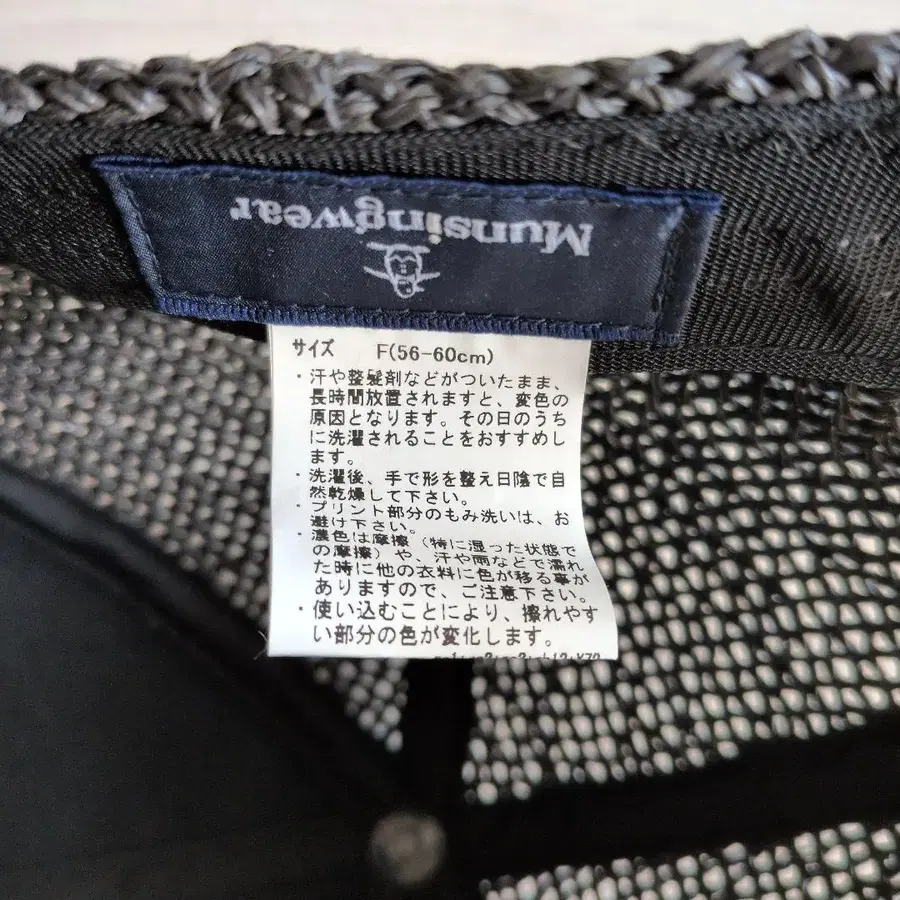 Munsingwear
サイズ F(56-60cm)
・汗や整髪剤などがついたまま、
長時間放置されますと、変色の
原因となります。その日のうち
に洗濯されることをおすすめし
ます。
・洗濯後、手で形を整え日陰で自
然乾燥して下さい。
・プリント部分のもみ洗いは、お
避け下さい。
・濃色は摩擦（特に湿った状態で
の摩擦）や、汗や雨などで濡れ
た時に他の衣料に色が移る事が
ありますので、ご注意下さい。
・使い込むことにより、擦れやす
い部分の色が変化します。